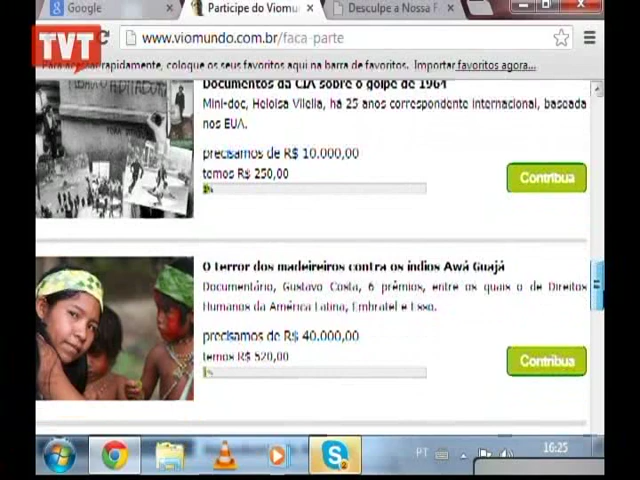 Google
Participe do Viomu
Desculpe a Nossa F
TVT
www.viomundo.com.br/faca-parte
rapidamente, coloque os seus favoritos aqui na barra de favoritos. Importar favoritos agora...
Documentos da CIA sobre o golpe de 1964
Mini-doc, Heloisa Vilella, há 25 anos correspondente internacional, baseada
nos EUA.
precisamos de R$ 10.000,00
temos R$ 250,00
Contribua
O terror dos madeireiros contra os índios Awá Guajá
Documentário, Gustavo Costa, 6 prêmios, entre os quais o de Direitos
Humanos da América Latina, Embratel e Esso.
precisamos de R$ 40.000,00
temos R$ 520,00
Contribua
PT
16:25